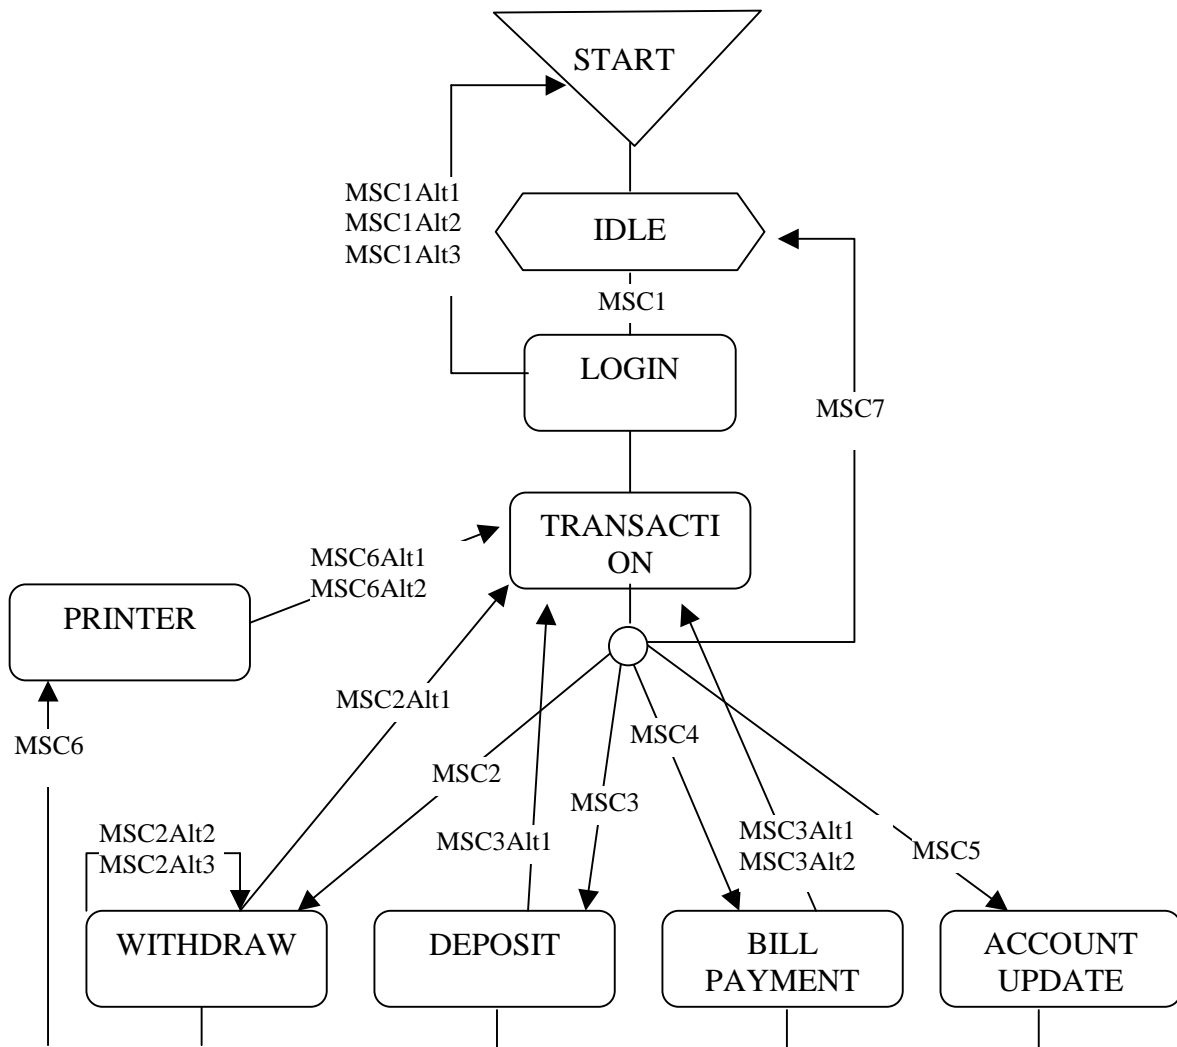 START
MSC1Alt1
MSC1Alt2
MSC1Alt3
IDLE
MSC1
LOGIN
MSC7
TRANSACTI
ON
MSC6Alt1
MSC6Alt2
PRINTER
MSC2Alt1
MSC6
MSC4
MSC2
MSC3
MSC2Alt2
MSC2Alt3
MSC3Alt1
MSC3Alt1
MSC3Alt2
MSC5
WITHDRAW
DEPOSIT
BILL
PAYMENT
ACCOUNT
UPDATE